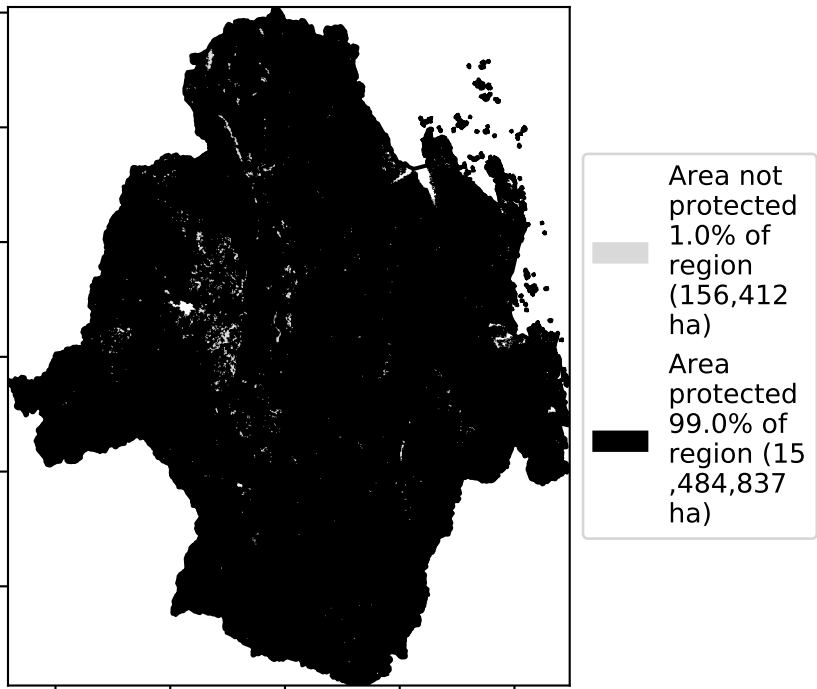 Area not
protected
1.0% of
region
(156,412
ha)
Area
protected
99.0% of
region (15
,484,837
ha)